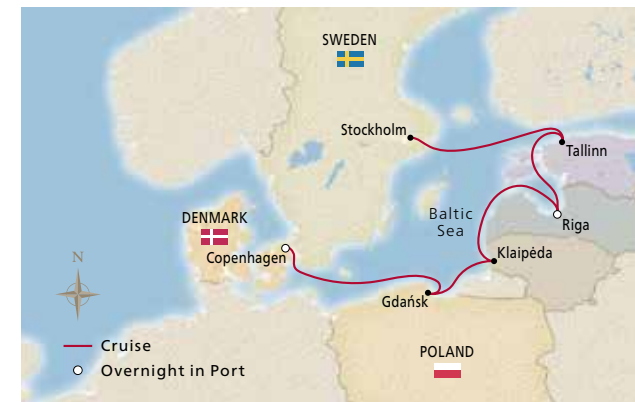 SWEDEN
Stockholm
Tallinn
DENMARK
Baltic
Sea
Riga
Copenhagen
Klaipėda
N
Gdańsk
Cruise
POLAND
Overnight in Port